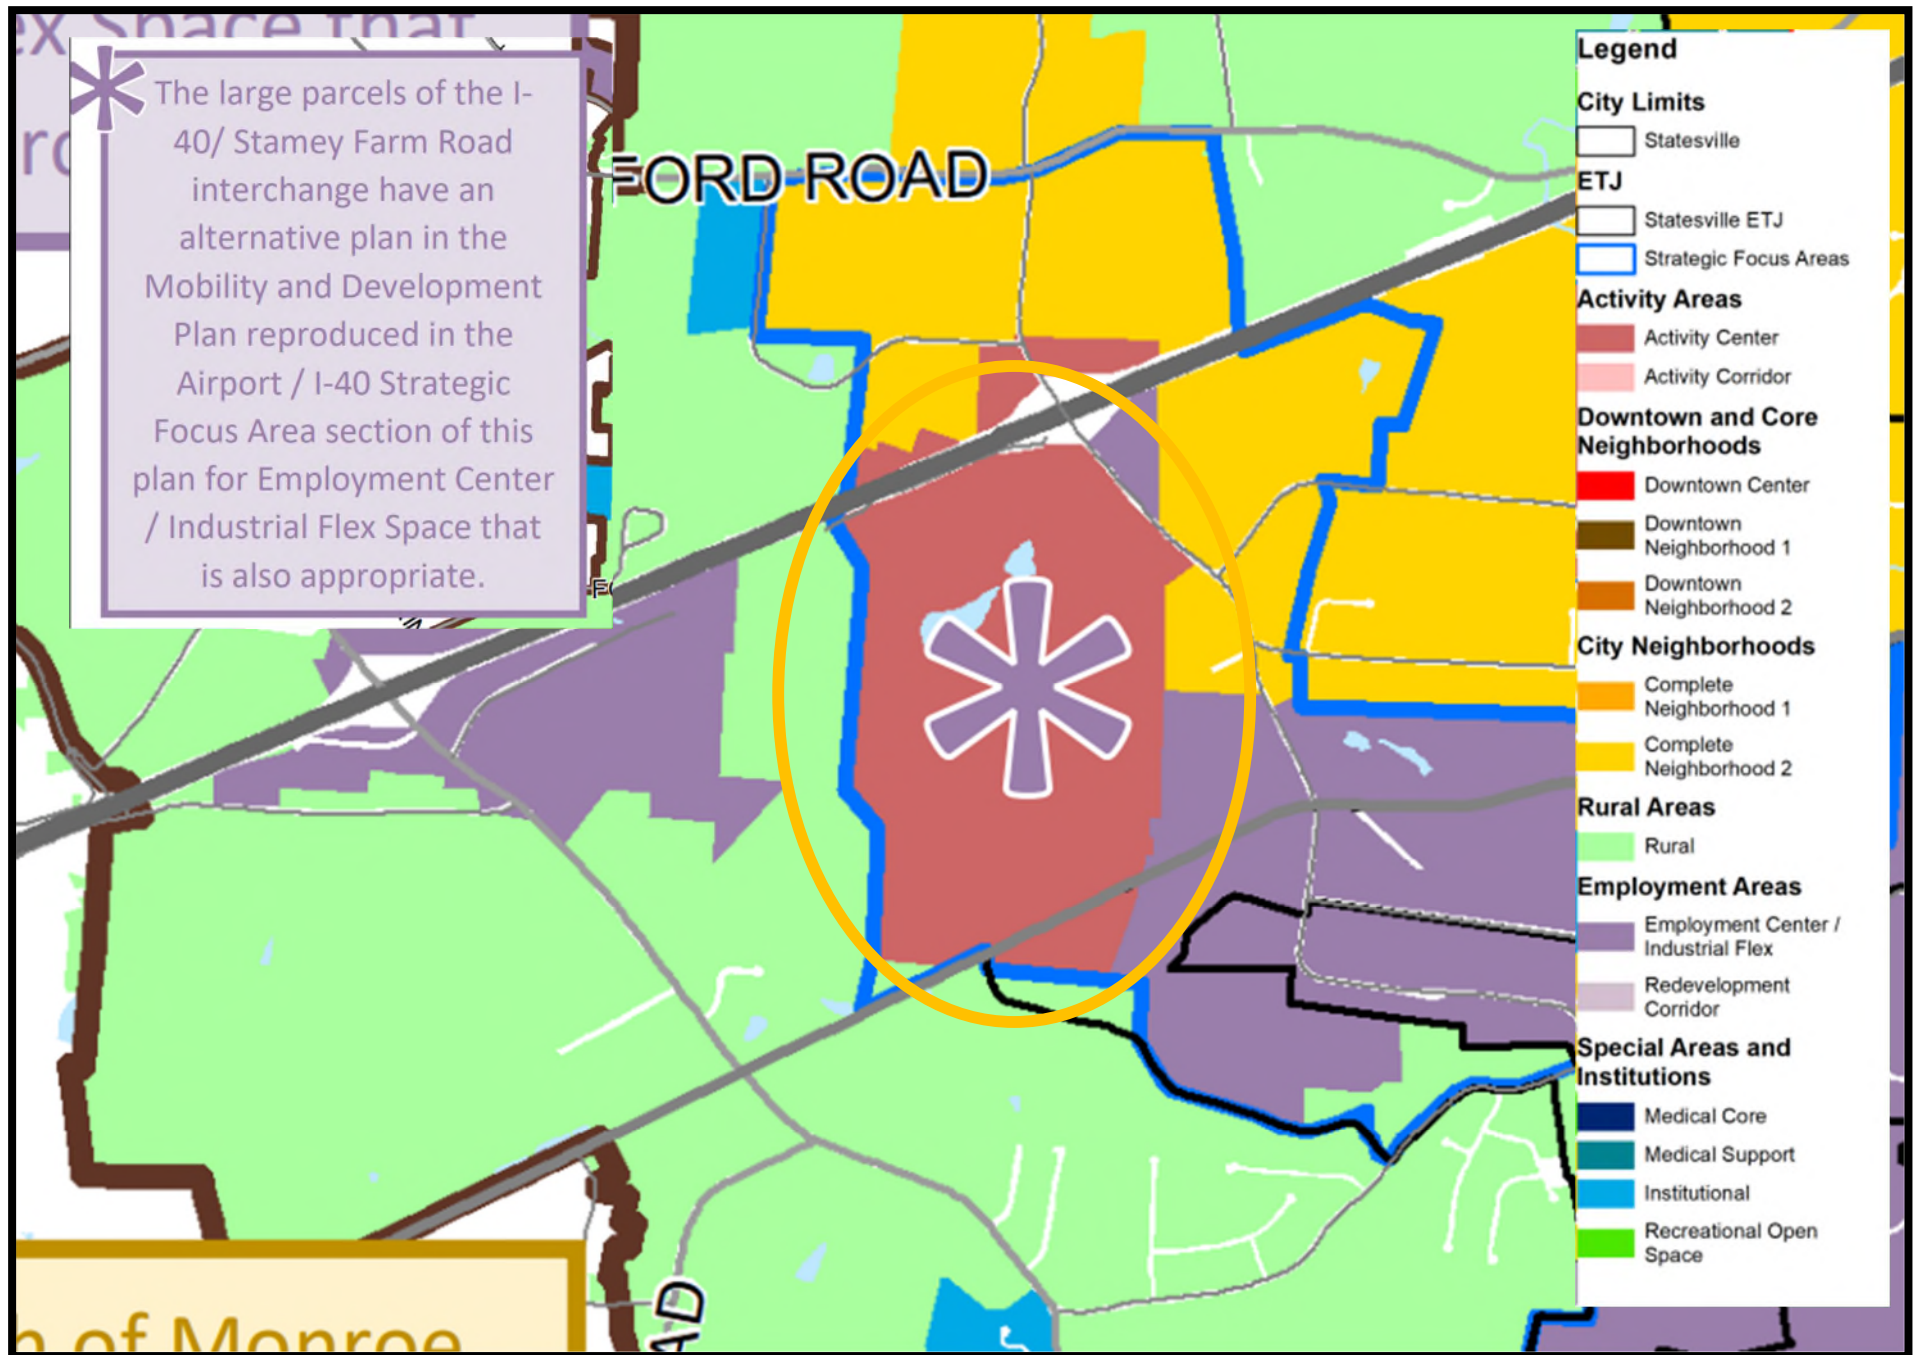 ex Space that
The large parcels of the I-
40/ Stamey Farm Road
interchange have an
alternative plan in the
Mobility and Development
Plan reproduced in the
Airport / I-40 Strategic
Focus Area section of this
plan for Employment Center
/ Industrial Flex Space that
is also appropriate.
FORD ROAD
h of Monroe
AD
Legend
City Limits
Statesville
ETJ
Statesville ETJ
Strategic Focus Areas
Activity Areas
Activity Center
Activity Corridor
Downtown and Core
Neighborhoods
Downtown Center
Downtown
Neighborhood 1
Downtown
Neighborhood 2
City Neighborhoods
Complete
Neighborhood 1
Complete
Neighborhood 2
Rural Areas
Rural
Employment Areas
Employment Center /
Industrial Flex
Redevelopment
Corridor
Special Areas and
Institutions
Medical Core
Medical Support
Institutional
Recreational Open
Space